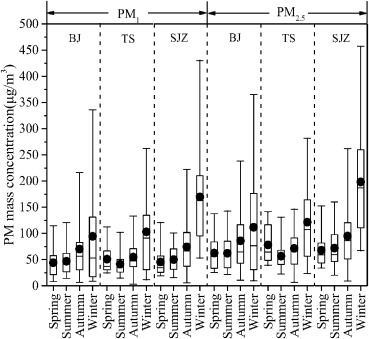 PM1 PM2.5
BJ TS SJZ BJ TS SJZ
PM mass concentration(μg/m³)
500
450
400
350
300
250
200
150
100
50
0
Spring Summer Autumn Winter Spring Summer Autumn Winter Spring Summer Autumn Winter Spring Summer Autumn Winter Spring Summer Autumn Winter Spring Summer Autumn Winter